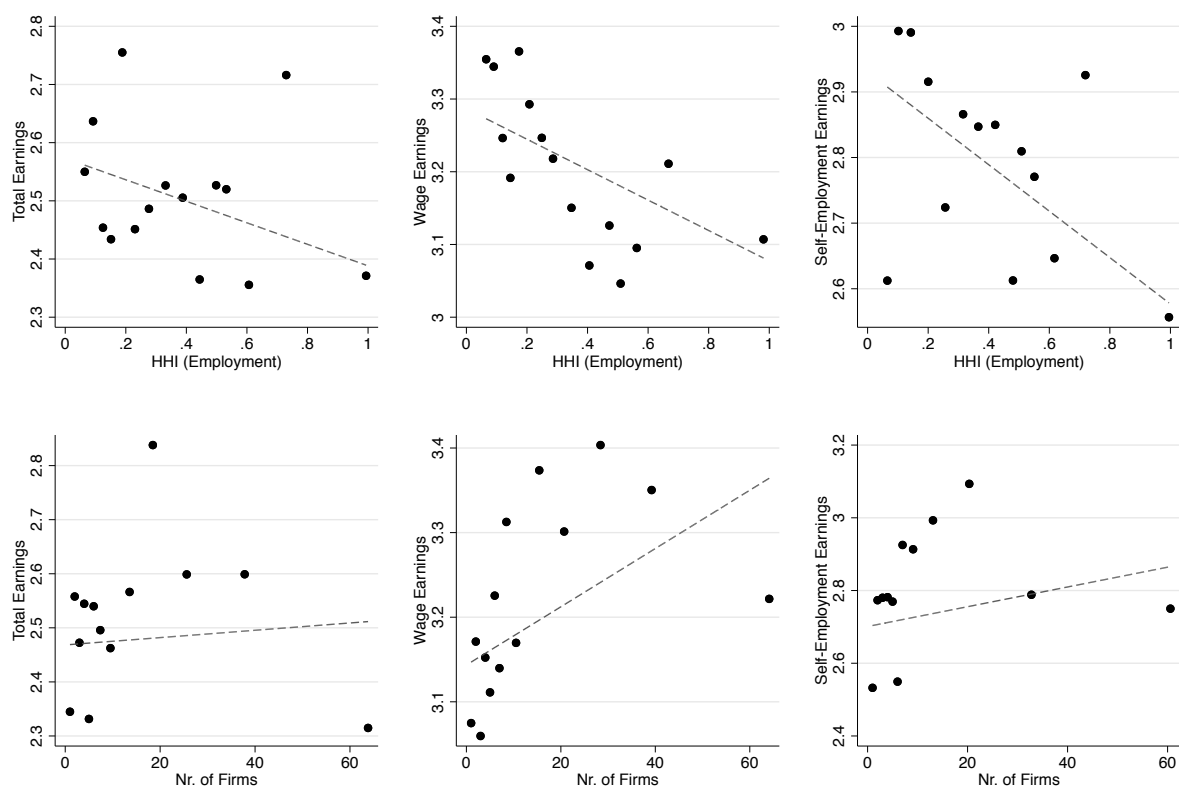 Total Earnings
2.3 2.4 2.5 2.6 2.7 2.8
0 .2 .4 .6 .8 1
HHI (Employment)
Wage Earnings
3 3.1 3.2 3.3 3.4
0 .2 .4 .6 .8 1
HHI (Employment)
Self-Employment Earnings
2.6 2.7 2.8 2.9 3
0 .2 .4 .6 .8 1
HHI (Employment)
Total Earnings
2.3 2.4 2.5 2.6 2.7 2.8
0 20 40 60
Nr. of Firms
Wage Earnings
3.1 3.2 3.3 3.4
0 20 40 60
Nr. of Firms
Self-Employment Earnings
2.4 2.6 2.8 3 3.2
0 20 40 60
Nr. of Firms